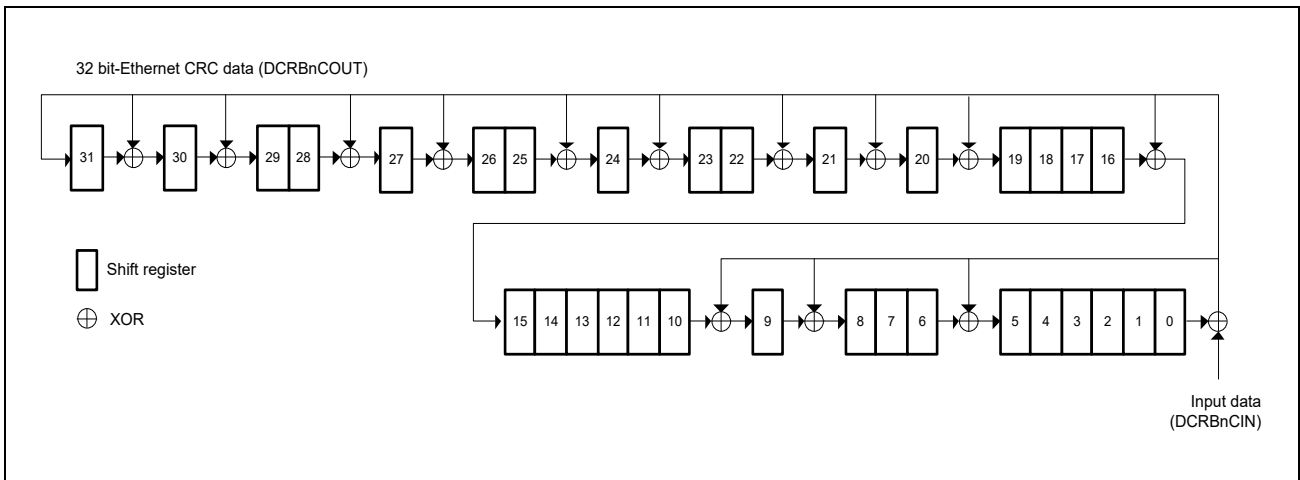 32 bit-Ethernet CRC data (DCRBnCOUT)
31 30 29 28 27 26 25 24 23 22 21 20 19 18 17 16
Shift register
XOR
15 14 13 12 11 10 9 8 7 6 5 4 3 2 1 0
Input data
(DCRBnCIN)